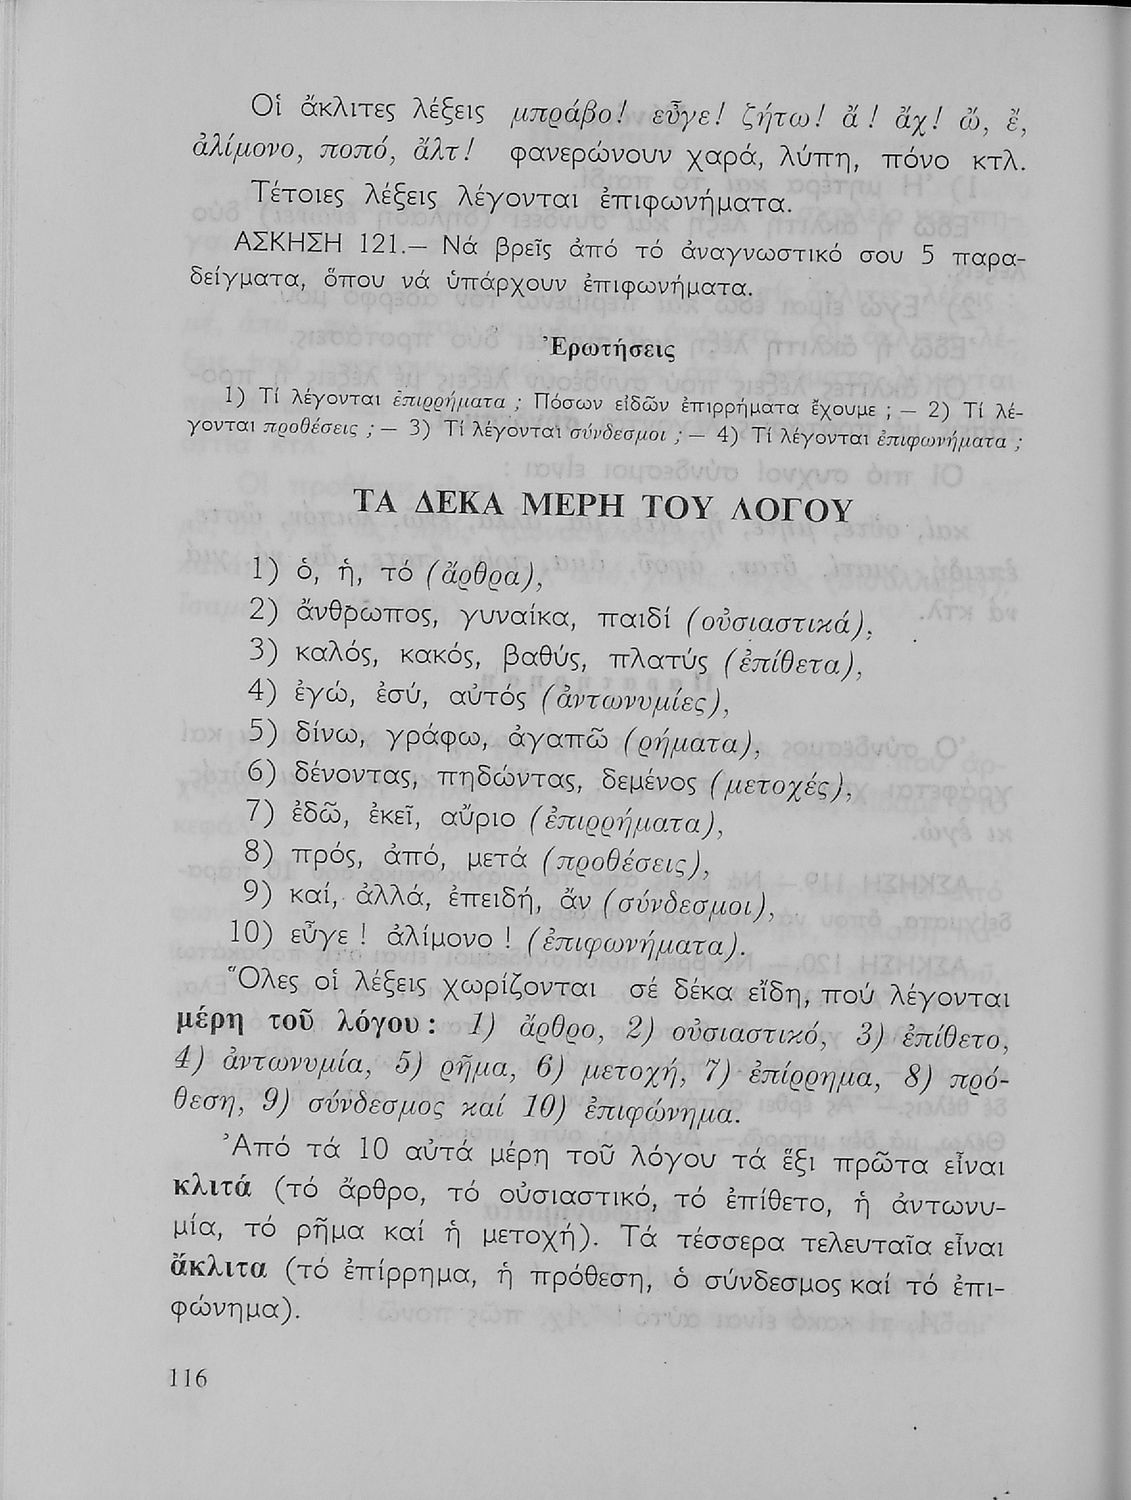 Οἱ ἄκλιτες λέξεις μπράβο! εὖγε! ζήτω! ἄ! ἄχ! ὤ, ἔ,
ἀλίμονο, ποπό, ἄλτ! φανερώνουν χαρά, λύπη, πόνο κτλ.
Τέτοιες λέξεις λέγονται ἐπιφωνήματα.
ΑΣΚΗΣΗ 121.— Νά βρεῖς ἀπό τό ἀναγνωστικό σου 5 παρα-
δείγματα, ὅπου νά ὑπάρχουν ἐπιφωνήματα.
Ἐρωτήσεις
1) Τί λέγονται ἐπιρρήματα ; Πόσων εἰδῶν ἐπιρρήματα ἔχουμε ; — 2) Τί λέ-
γονται προθέσεις ; — 3) Τί λέγονται σύνδεσμοι ; — 4) Τί λέγονται ἐπιφωνήματα ;
ΤΑ ΔΕΚΑ ΜΕΡΗ ΤΟΥ ΛΟΓΟΥ
1) ὁ, ἡ, τό (ἄρθρα),
2) ἄνθρωπος, γυναίκα, παιδί (οὐσιαστικά),
3) καλός, κακός, βαθύς, πλατύς (ἐπίθετα),
4) ἐγώ, ἐσύ, αὐτός (ἀντωνυμίες),
5) δίνω, γράφω, ἀγαπῶ (ρήματα),
6) δένοντας, πηδώντας, δεμένος (μετοχές),
7) ἐδῶ, ἐκεῖ, αὔριο (ἐπιρρήματα),
8) πρός, ἀπό, μετά (προθέσεις),
9) καί, ἀλλά, ἐπειδή, ἄν (σύνδεσμοι),
10) εὖγε ! ἀλίμονο ! (ἐπιφωνήματα).
Ὅλες οἱ λέξεις χωρίζονται σέ δέκα εἴδη, πού λέγονται
μέρη τοῦ λόγου : 1) ἄρθρο, 2) οὐσιαστικό, 3) ἐπίθετο,
4) ἀντωνυμία, 5) ρῆμα, 6) μετοχή, 7) ἐπίρρημα, 8) πρό-
θεση, 9) σύνδεσμος καί 10) ἐπιφώνημα.
Ἀπό τά 10 αὐτά μέρη τοῦ λόγου τά ἕξι πρῶτα εἶναι
κλιτά (τό ἄρθρο, τό οὐσιαστικό, τό ἐπίθετο, ἡ ἀντωνυ-
μία, τό ρῆμα καί ἡ μετοχή). Τά τέσσερα τελευταῖα εἶναι
ἄκλιτα (τό ἐπίρρημα, ἡ πρόθεση, ὁ σύνδεσμος καί τό ἐπι-
φώνημα).
116